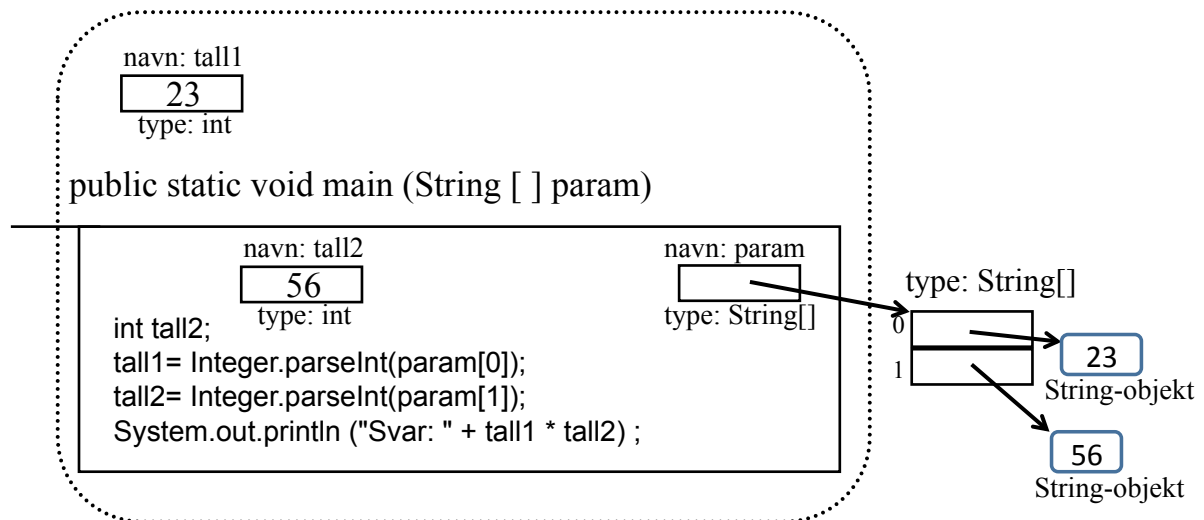 navn: tall1
23
type: int
public static void main (String [ ] param)
navn: tall2
56
type: int
navn: param
type: String[]
int tall2;
tall1= Integer.parseInt(param[0]);
tall2= Integer.parseInt(param[1]);
System.out.println ("Svar: " + tall1 * tall2) ;
type: String[]
0
1
23
String-objekt
56
String-objekt